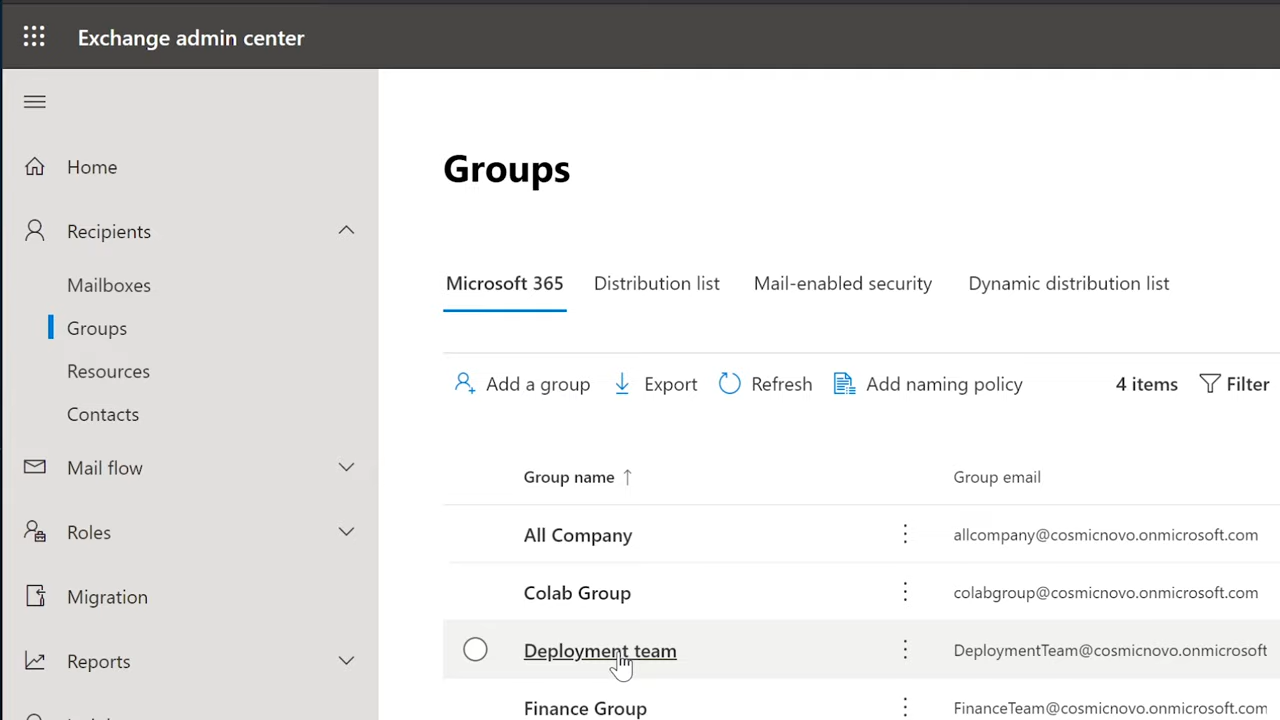 Exchange admin center
Home
Recipients
Mailboxes
Groups
Resources
Contacts
Mail flow
Roles
Migration
Reports
Groups
Microsoft 365 Distribution list Mail-enabled security Dynamic distribution list
Add a group Export Refresh Add naming policy 4 items Filter
Group name ↑ Group email
All Company allcompany@cosmicnovo.onmicrosoft.com
Colab Group colabgroup@cosmicnovo.onmicrosoft.com
Deployment team DeploymentTeam@cosmicnovo.onmicrosoft
Finance Group FinanceTeam@cosmicnovo.onmicrosoft.com